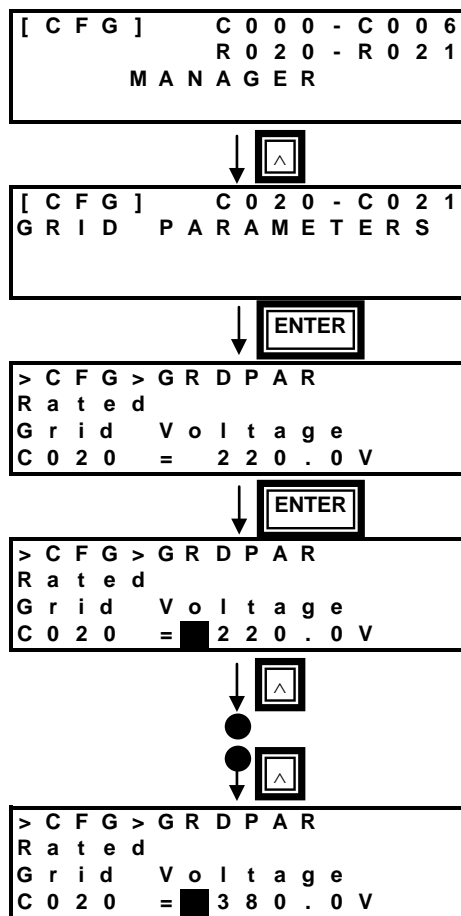 [ CFG ] C000-C006
R020-R021
MANAGER
^
[ CFG ] C020-C021
GRID PARAMETERS
ENTER
>CFG>GRDPAR
Rated
Grid Voltage
C020 = 220.0V
ENTER
>CFG>GRDPAR
Rated
Grid Voltage
C020 = 220.0V
^
^
>CFG>GRDPAR
Rated
Grid Voltage
C020 = 380.0V